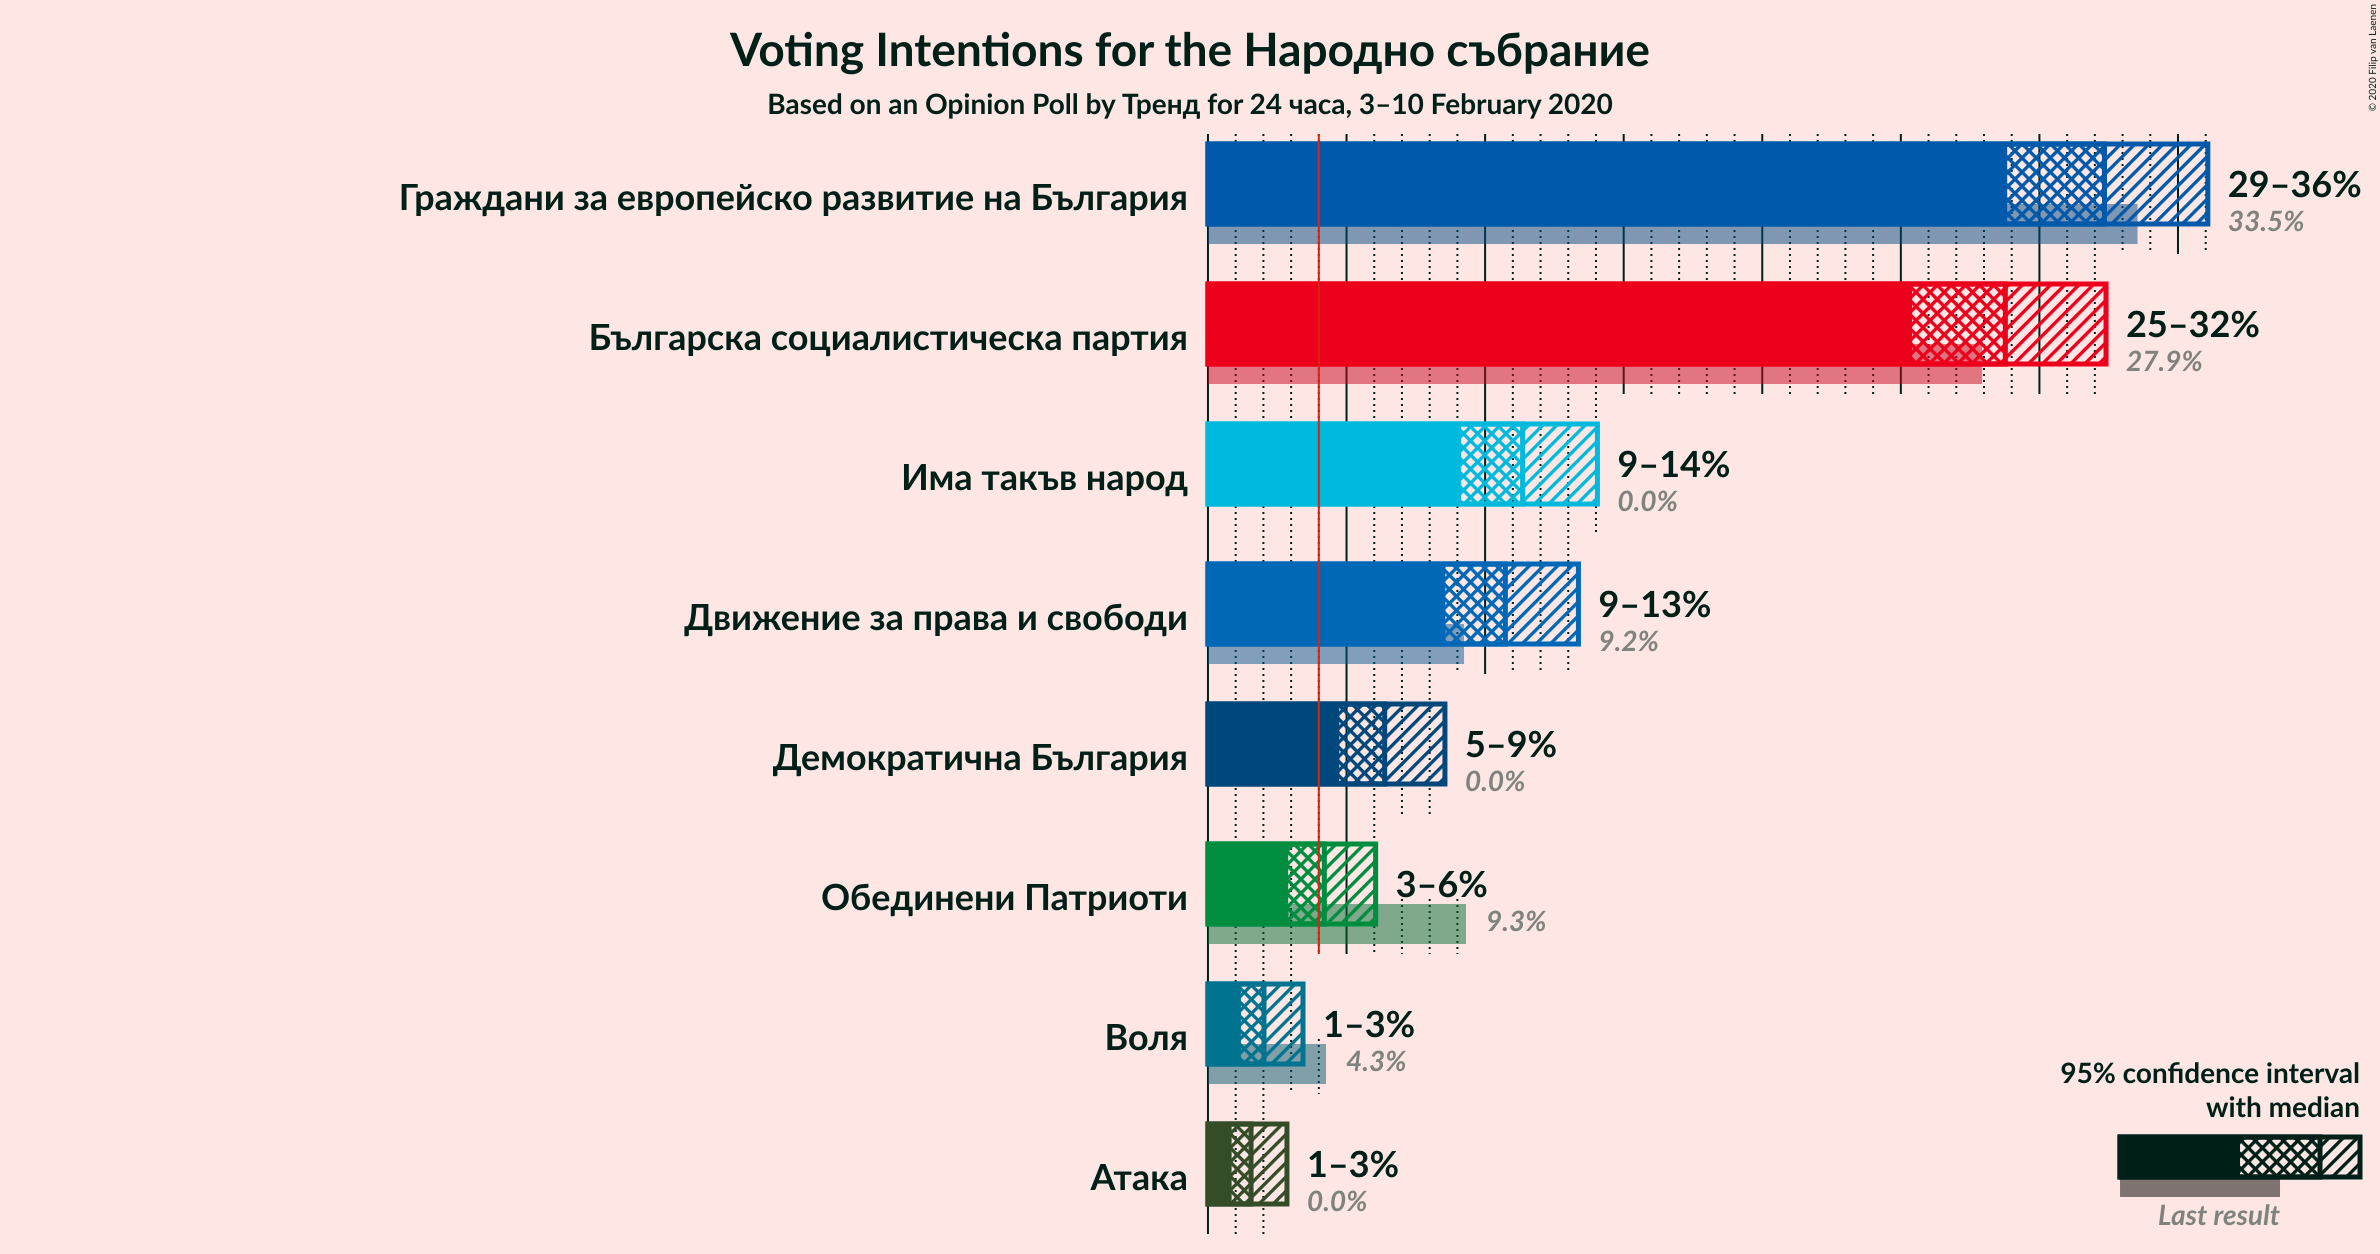 Voting Intentions for the Народно събрание
Based on an Opinion Poll by Тренд for 24 часа, 3–10 February 2020
© 2020 Filip van Laenen
Граждани за европейско развитие на България
29–36%
33.5%
Българска социалистическа партия
25–32%
27.9%
Има такъв народ
9–14%
0.0%
Движение за права и свободи
9–13%
9.2%
Демократична България
5–9%
0.0%
Обединени Патриоти
3–6%
9.3%
Воля
1–3%
4.3%
Атака
1–3%
0.0%
95% confidence interval
with median
Last result